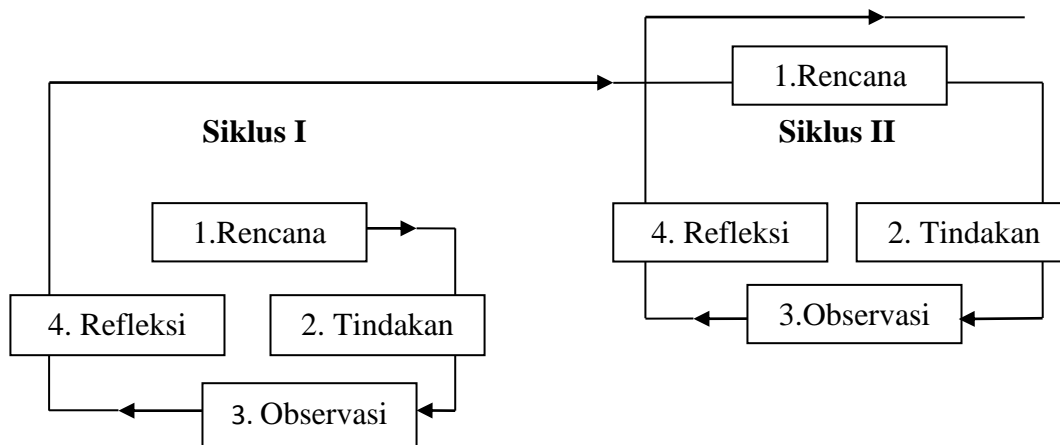 Siklus I
1.Rencana
2. Tindakan
3. Observasi
4. Refleksi
Siklus II
1.Rencana
2. Tindakan
3.Observasi
4. Refleksi